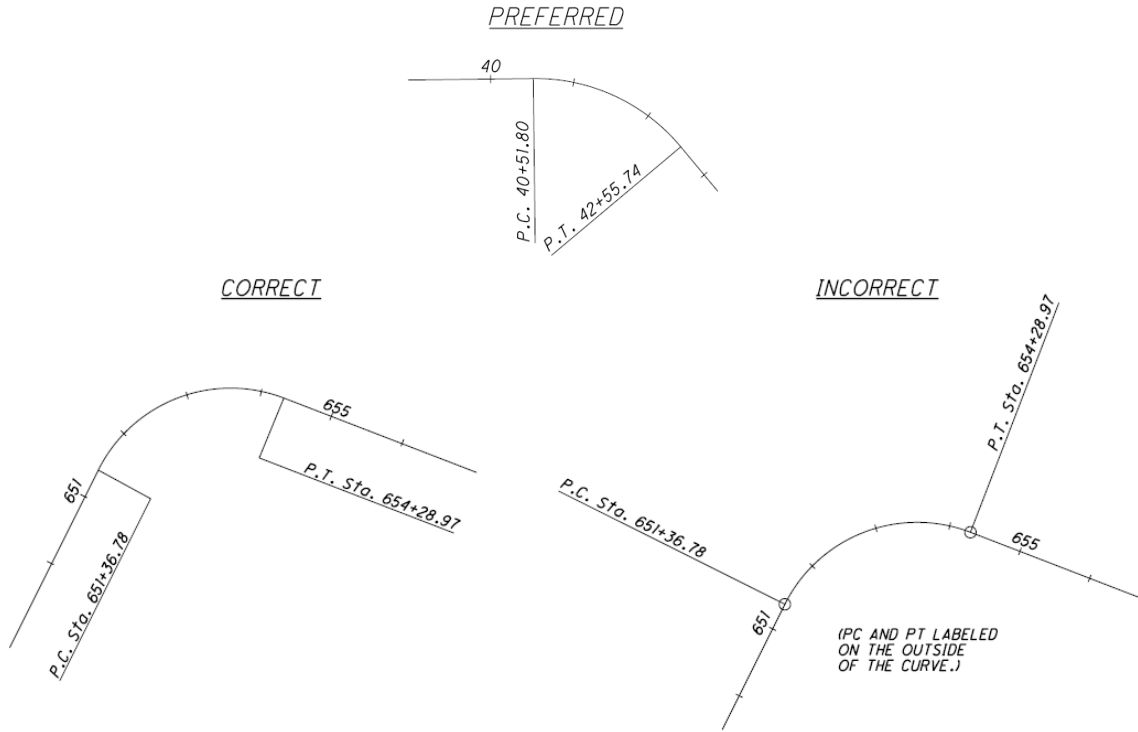 PREFERRED
40
P.C. 40+51.80
P.T. 42+55.74
CORRECT
651
P.C. Sta. 651+36.78
655
P.T. Sta. 654+28.97
INCORRECT
P.T. Sta. 654+28.97
P.C. Sta. 651+36.78
651
655
(PC AND PT LABELED
ON THE OUTSIDE
OF THE CURVE.)